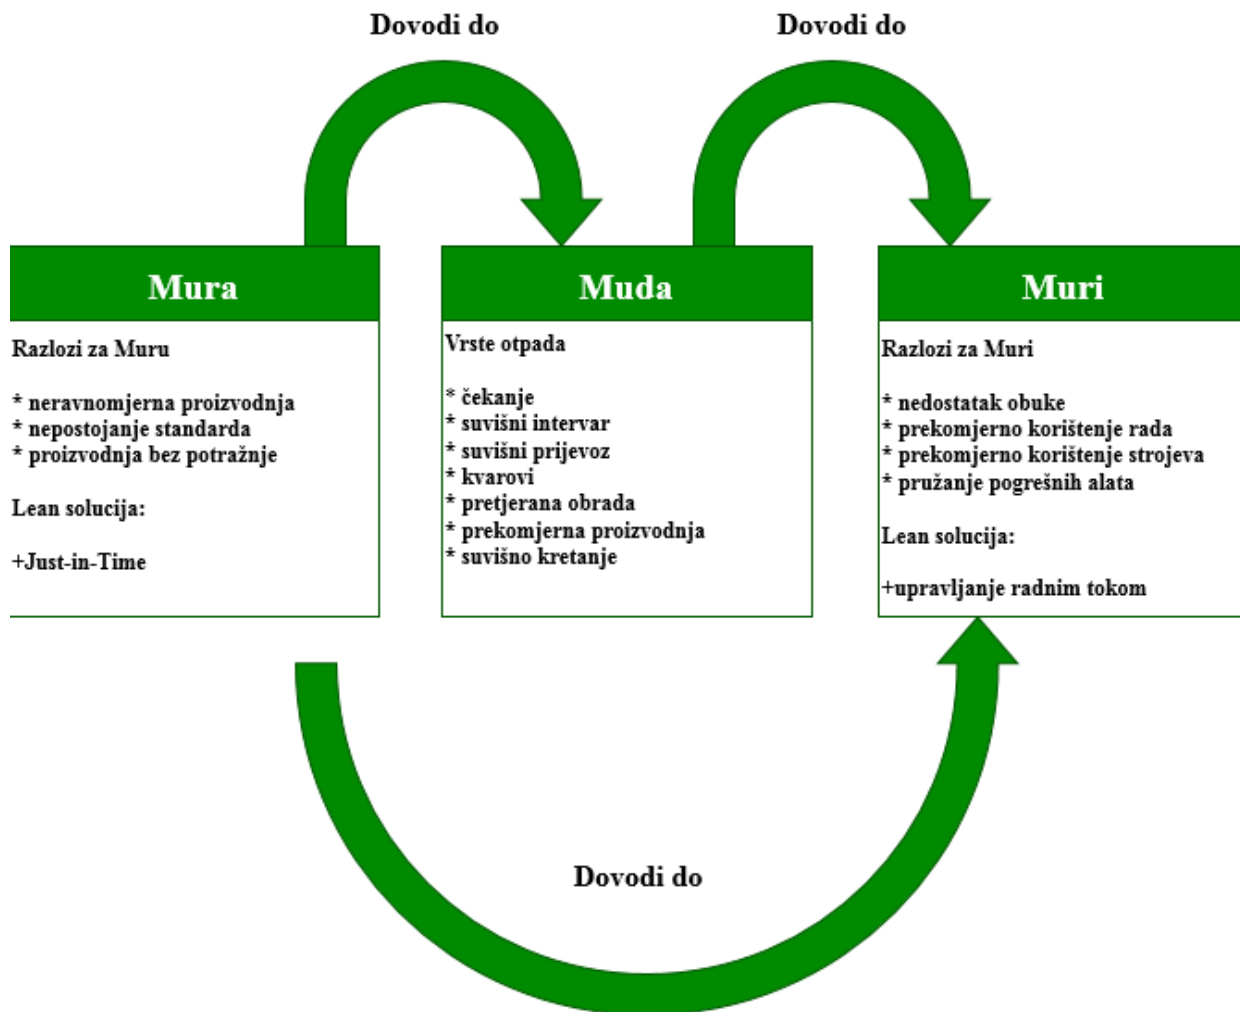 Dovodi do
Dovodi do
Mura
Razlozi za Muru
* neravnomjerna proizvodnja
* nepostojanje standarda
* proizvodnja bez potražnje
Lean solucija:
+Just-in-Time
Muda
Vrste otpada
* čekanje
* suvišni intervar
* suvišni prijevoz
* kvarovi
* pretjerana obrada
* prekomjerna proizvodnja
* suvišno kretanje
Muri
Razlozi za Muri
* nedostatak obuke
* prekomjerno korištenje rada
* prekomjerno korištenje strojeva
* pružanje pogrešnih alata
Lean solucija:
+upravljanje radnim tokom
Dovodi do